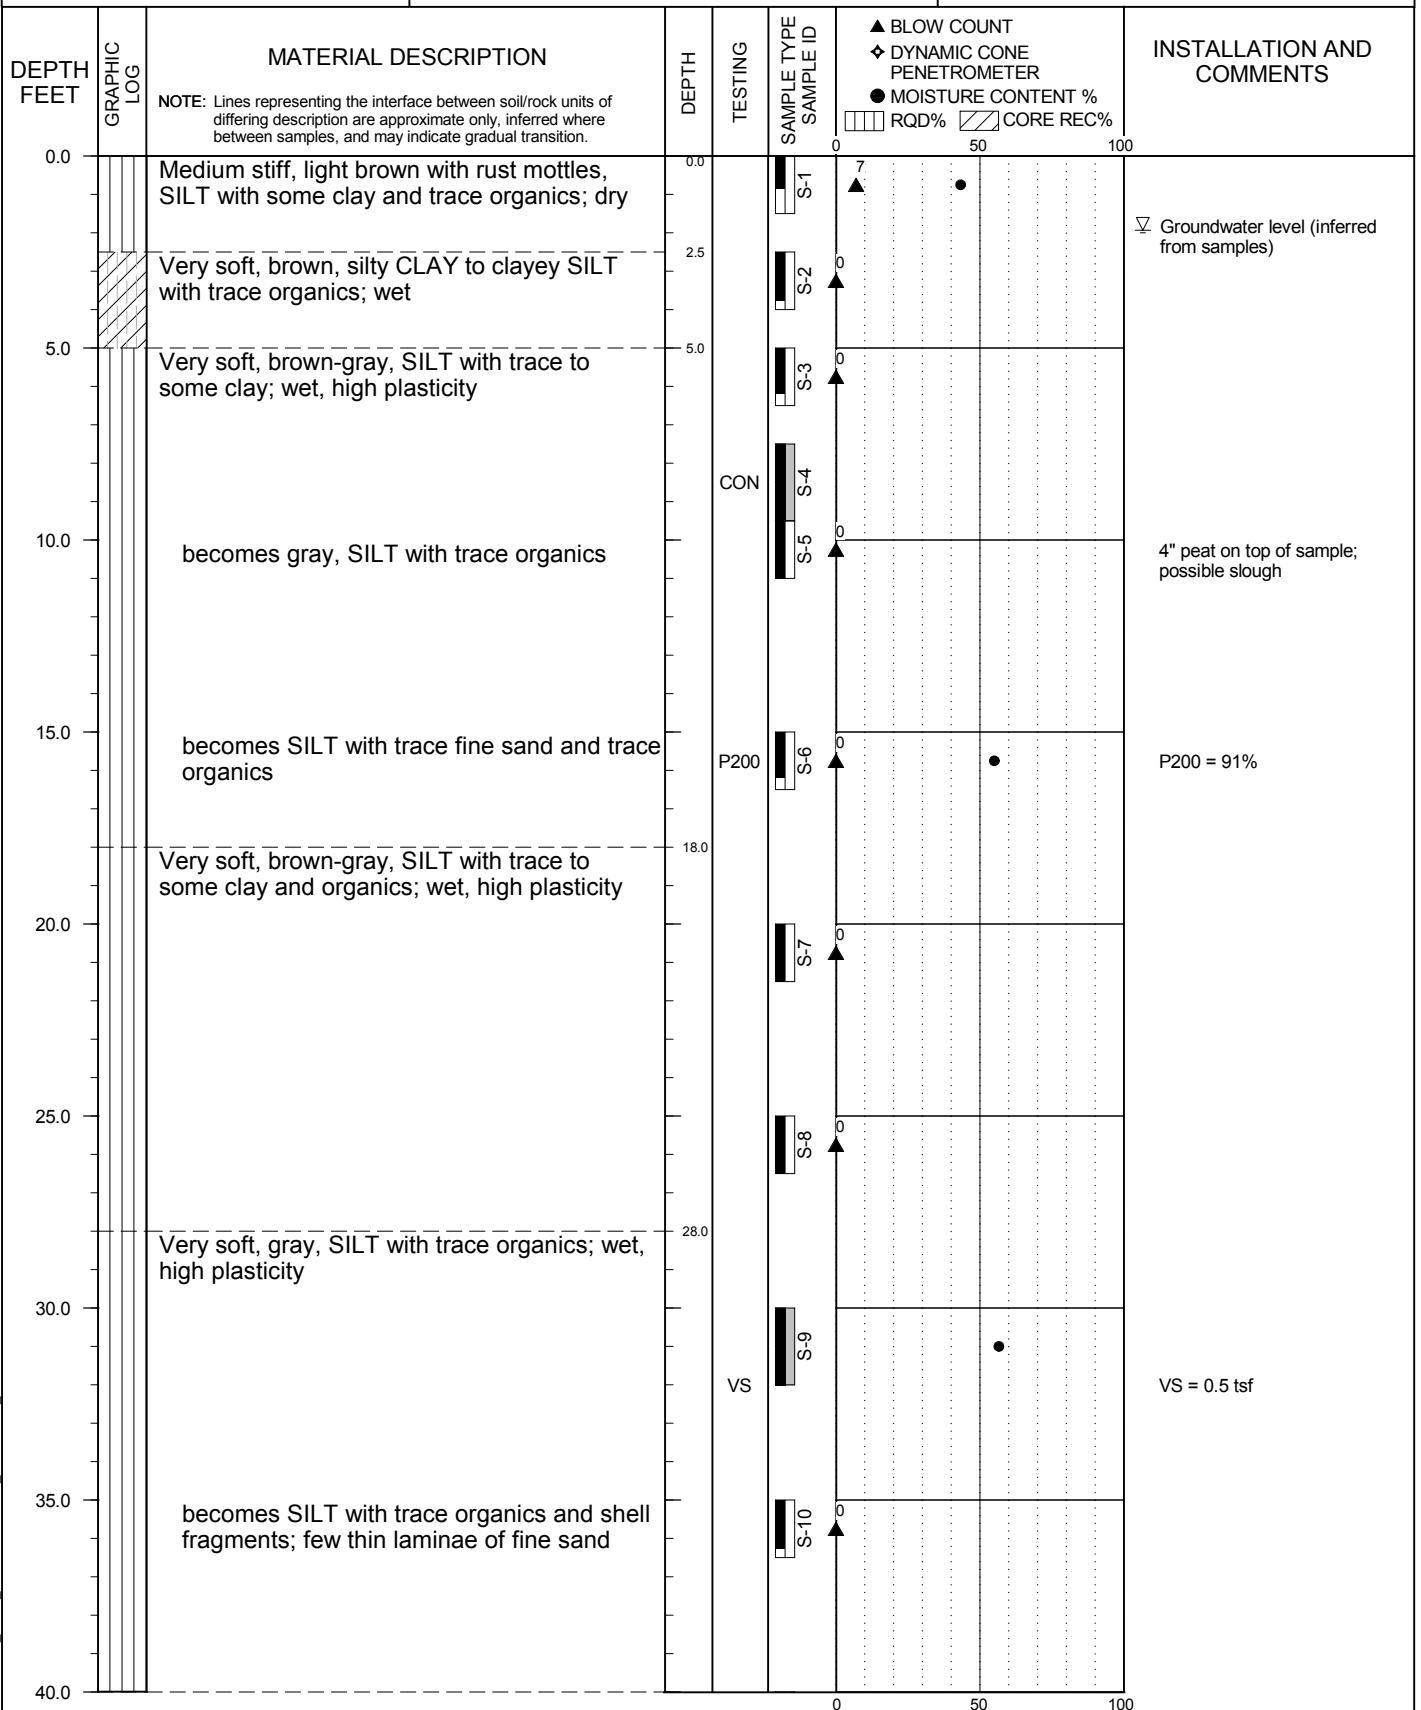 DEPTH
FEET
GRAPHIC
LOG
MATERIAL DESCRIPTION
NOTE: Lines representing the interface between soil/rock units of
differing description are approximate only, inferred where
between samples, and may indicate gradual transition.
DEPTH
TESTING
SAMPLE TYPE
SAMPLE ID
▲ BLOW COUNT
DYNAMIC CONE
PENETROMETER
● MOISTURE CONTENT %
RQD% CORE REC%
0 50 100
INSTALLATION AND
COMMENTS
0.0
Medium stiff, light brown with rust mottles,
SILT with some clay and trace organics; dry
0.0
S-1
7
Groundwater level (inferred
from samples)
2.5
Very soft, brown, silty CLAY to clayey SILT
with trace organics; wet
S-2
0
5.0
Very soft, brown-gray, SILT with trace to
some clay; wet, high plasticity
5.0
S-3
0
CON
S-4
10.0
becomes gray, SILT with trace organics
S-5
0
4" peat on top of sample;
possible slough
15.0
becomes SILT with trace fine sand and trace
organics
P200
S-6
0
P200 = 91%
18.0
Very soft, brown-gray, SILT with trace to
some clay and organics; wet, high plasticity
20.0
S-7
0
25.0
S-8
0
28.0
Very soft, gray, SILT with trace organics; wet,
high plasticity
30.0
S-9
VS
VS = 0.5 tsf
35.0
becomes SILT with trace organics and shell
fragments; few thin laminae of fine sand
S-10
0
40.0
0 50 100